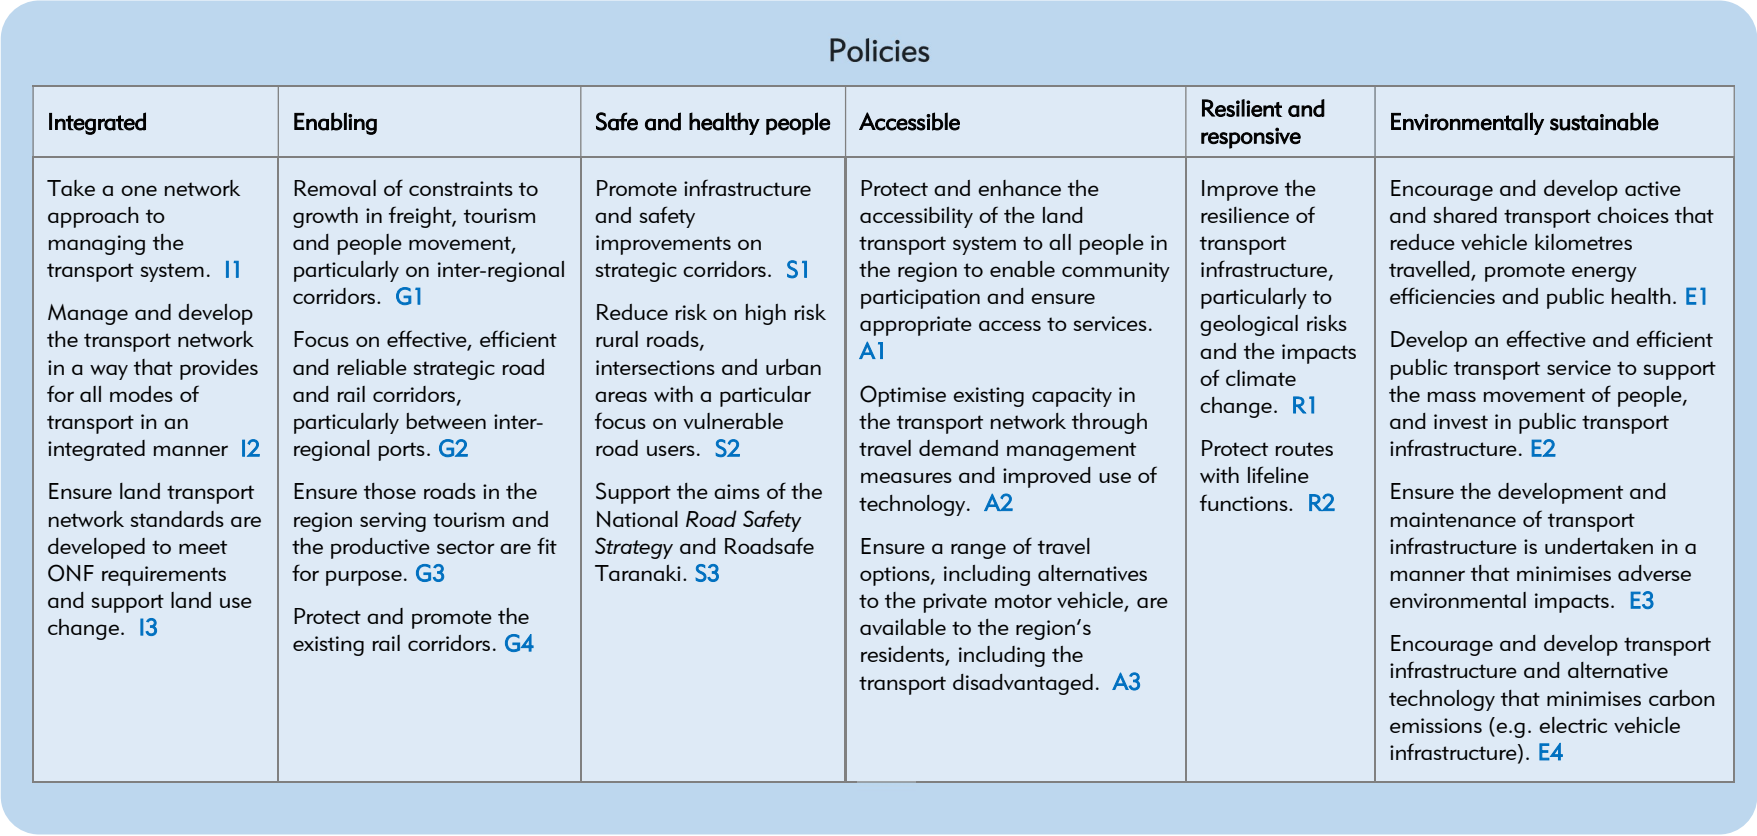 Policies
Integrated
Enabling
Safe and healthy people
Accessible
Resilient and
responsive
Environmentally sustainable
Take a one network
approach to
managing the
transport system. I1
Manage and develop
the transport network
in a way that provides
for all modes of
transport in an
integrated manner I2
Ensure land transport
network standards are
developed to meet
ONF requirements
and support land use
change. I3
Removal of constraints to
growth in freight, tourism
and people movement,
particularly on inter-regional
corridors. G1
Focus on effective, efficient
and reliable strategic road
and rail corridors,
particularly between inter-
regional ports. G2
Ensure those roads in the
region serving tourism and
the productive sector are fit
for purpose. G3
Protect and promote the
existing rail corridors. G4
Promote infrastructure
and safety
improvements on
strategic corridors. S1
Reduce risk on high risk
rural roads,
intersections and urban
areas with a particular
focus on vulnerable
road users. S2
Support the aims of the
National Road Safety
Strategy and Roadsafe
Taranaki. S3
Protect and enhance the
accessibility of the land
transport system to all people in
the region to enable community
participation and ensure
appropriate access to services.
A1
Optimise existing capacity in
the transport network through
travel demand management
measures and improved use of
technology. A2
Ensure a range of travel
options, including alternatives
to the private motor vehicle, are
available to the region's
residents, including the
transport disadvantaged. A3
Improve the
resilience of
transport
infrastructure,
particularly to
geological risks
and the impacts
of climate
change. R1
Protect routes
with lifeline
functions. R2
Encourage and develop active
and shared transport choices that
reduce vehicle kilometres
travelled, promote energy
efficiencies and public health. E1
Develop an effective and efficient
public transport service to support
the mass movement of people,
and invest in public transport
infrastructure. E2
Ensure the development and
maintenance of transport
infrastructure is undertaken in a
manner that minimises adverse
environmental impacts. E3
Encourage and develop transport
infrastructure and alternative
technology that minimises carbon
emissions (e.g. electric vehicle
infrastructure). E4